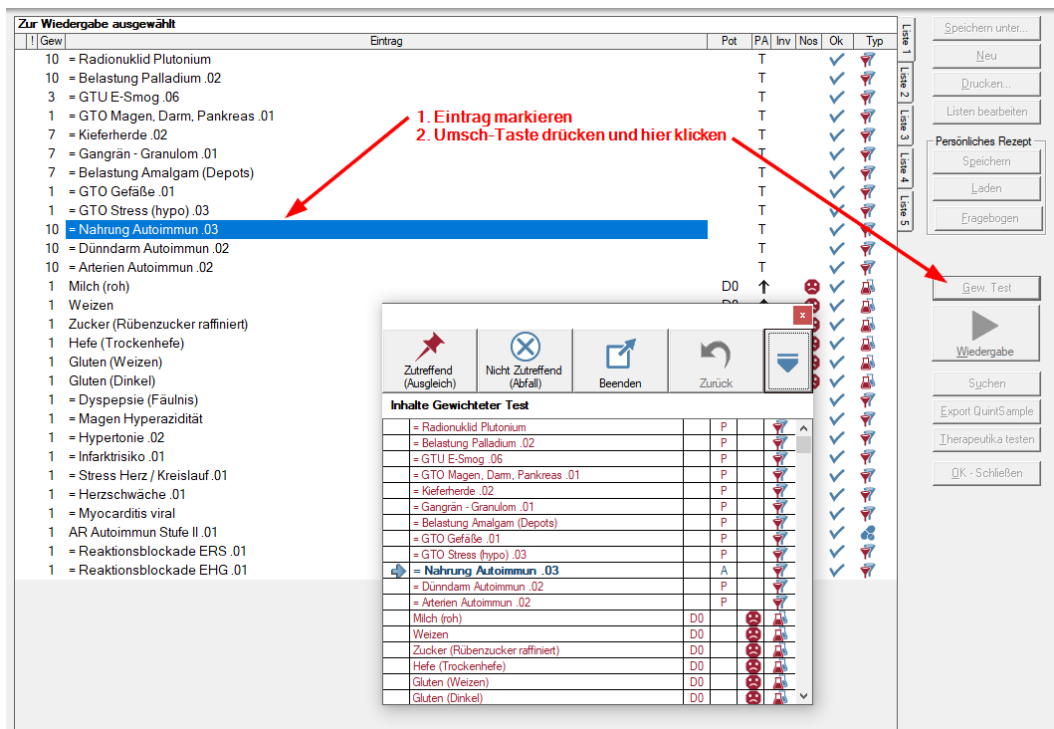 Zur Wiedergabe ausgewählt
! Gew Eintrag Pot PA Inv Nos Ok Typ
10 = Radionuklid Plutonium T
10 = Belastung Palladium .02 T
3 = GTU E-Smog .06 T
1 = GTO Magen, Darm, Pankreas .01 T
7 = Kieferherde .02 T
7 = Gangrän - Granulom .01 T
7 = Belastung Amalgam (Depots) T
1 = GTO Gefäße .01 T
1 = GTO Stress (hypo) .03 T
10 = Nahrung Autoimmun .03 T
10 = Dünndarm Autoimmun .02 T
10 = Arterien Autoimmun .02 T
1 Milch (roh) D0
1 Weizen
1 Zucker (Rübenzucker raffiniert)
1 Hefe (Trockenhefe)
1 Gluten (Weizen)
1 Gluten (Dinkel)
1 = Dyspepsie (Fäulnis)
1 = Magen Hyperazidität
1 = Hypertonie .02
1 = Infarktrisiko .01
1 = Stress Herz / Kreislauf .01
1 = Herzschwäche .01
1 = Myocarditis viral
1 AR Autoimmun Stufe II .01
1 = Reaktionsblockade ERS .01
1 = Reaktionsblockade EHG .01
1. Eintrag markieren
2. Umsch-Taste drücken und hier klicken
Liste 1
Liste 2
Liste 3
Liste 4
Liste 5
Speichern unter...
Neu
Drucken...
Listen bearbeiten
Persönliches Rezept
Speichern
Laden
Fragebogen
Gew. Test
Wiedergabe
Suchen
Export QuintSample
Therapeutika testen
OK - Schließen
x
Zutreffend
(Ausgleich)
Nicht Zutreffend
(Abfall)
Beenden
Zurück
Inhalte Gewichteter Test
= Radionuklid Plutonium P
= Belastung Palladium .02 P
= GTU E-Smog .06 P
= GTO Magen, Darm, Pankreas .01 P
= Kieferherde .02 P
= Gangrän - Granulom .01 P
= Belastung Amalgam (Depots) P
= GTO Gefäße .01 P
= GTO Stress (hypo) .03 P
= Nahrung Autoimmun .03 A
= Dünndarm Autoimmun .02 P
= Arterien Autoimmun .02 P
Milch (roh) D0
Weizen D0
Zucker (Rübenzucker raffiniert) D0
Hefe (Trockenhefe) D0
Gluten (Weizen) D0
Gluten (Dinkel) D0